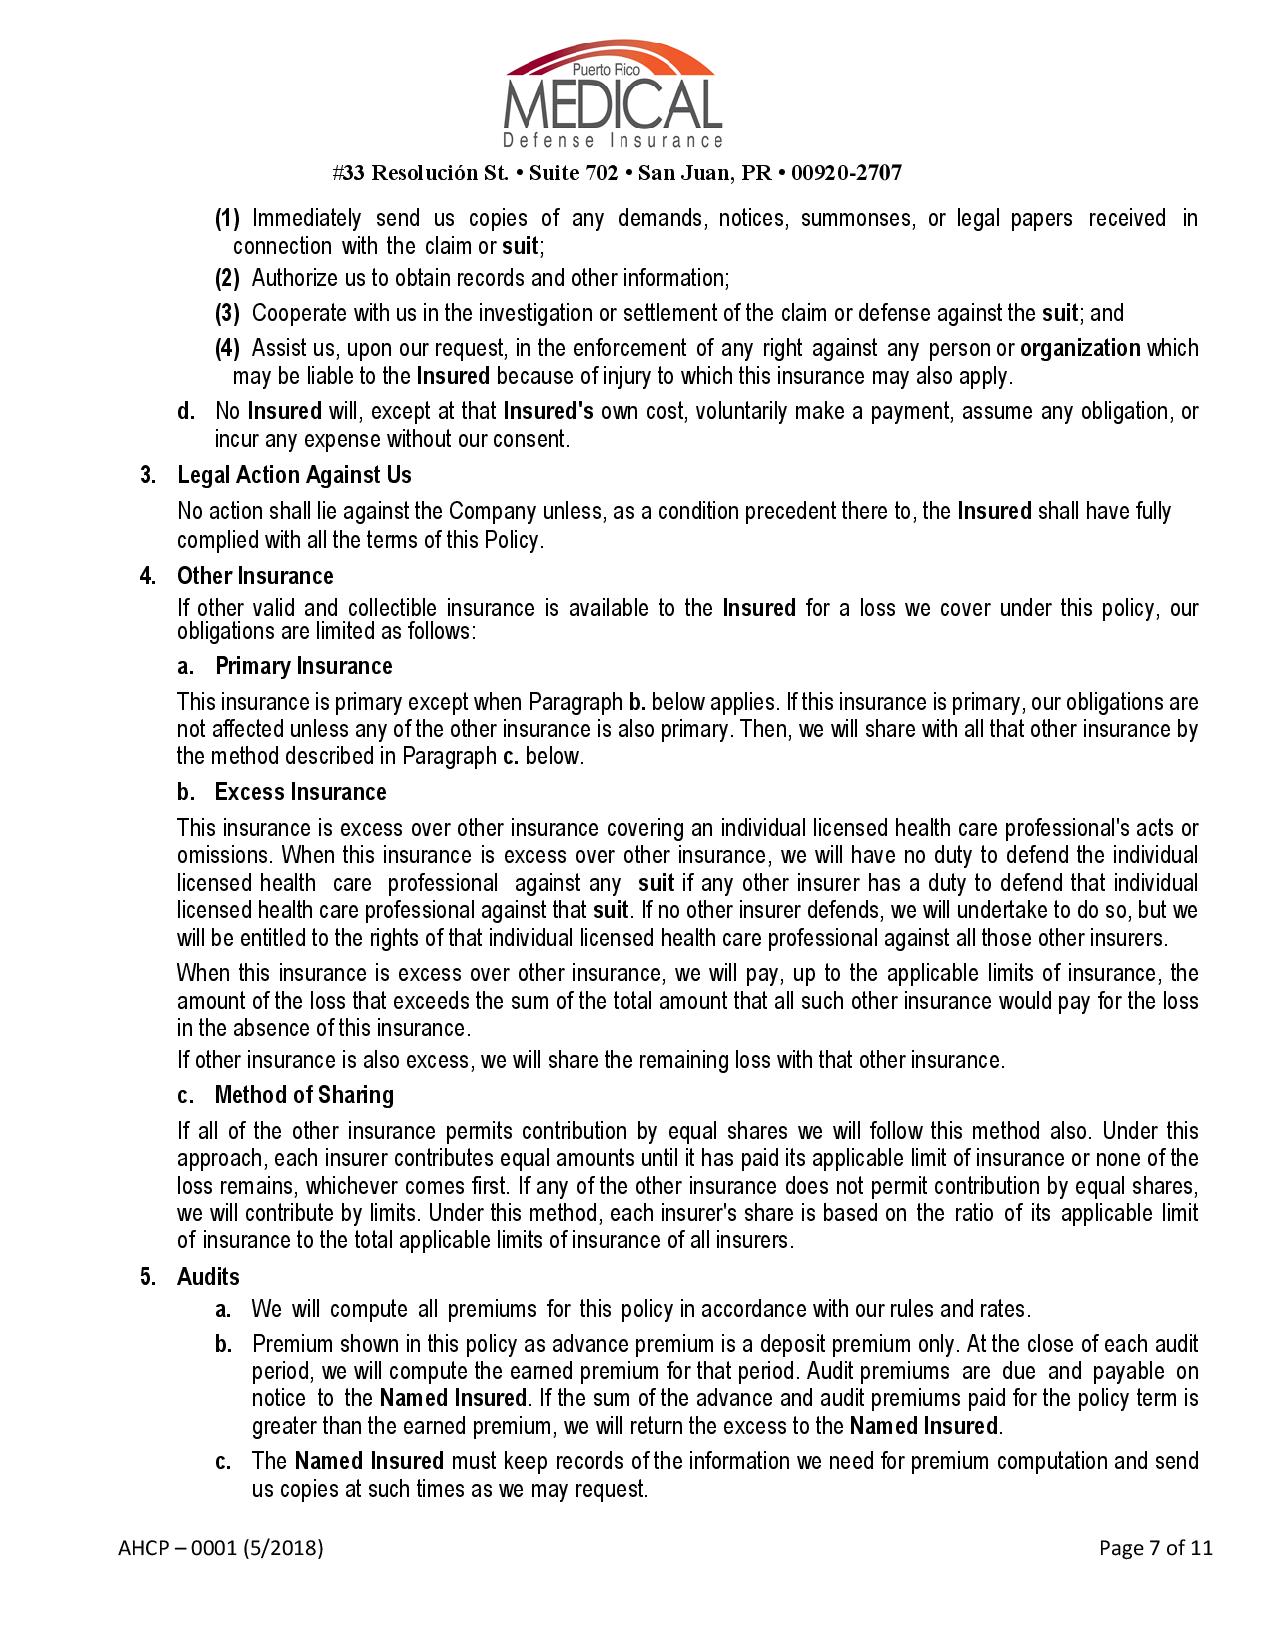 Puerto Rico
MEDICAL
Defense Insurance
#33 Resolución St. • Suite 702 • San Juan, PR • 00920-2707
(1) Immediately send us copies of any demands, notices, summonses, or legal papers received in
connection with the claim or suit;
(2) Authorize us to obtain records and other information;
(3) Cooperate with us in the investigation or settlement of the claim or defense against the suit; and
(4) Assist us, upon our request, in the enforcement of any right against any person or organization which
may be liable to the Insured because of injury to which this insurance may also apply.
d. No Insured will, except at that Insured's own cost, voluntarily make a payment, assume any obligation, or
incur any expense without our consent.
3. Legal Action Against Us
No action shall lie against the Company unless, as a condition precedent there to, the Insured shall have fully
complied with all the terms of this Policy.
4. Other Insurance
If other valid and collectible insurance is available to the Insured for a loss we cover under this policy, our
obligations are limited as follows:
a. Primary Insurance
This insurance is primary except when Paragraph b. below applies. If this insurance is primary, our obligations are
not affected unless any of the other insurance is also primary. Then, we will share with all that other insurance by
the method described in Paragraph c. below.
b. Excess Insurance
This insurance is excess over other insurance covering an individual licensed health care professional's acts or
omissions. When this insurance is excess over other insurance, we will have no duty to defend the individual
licensed health care professional against any suit if any other insurer has a duty to defend that individual
licensed health care professional against that suit. If no other insurer defends, we will undertake to do so, but we
will be entitled to the rights of that individual licensed health care professional against all those other insurers.
When this insurance is excess over other insurance, we will pay, up to the applicable limits of insurance, the
amount of the loss that exceeds the sum of the total amount that all such other insurance would pay for the loss
in the absence of this insurance.
If other insurance is also excess, we will share the remaining loss with that other insurance.
c. Method of Sharing
If all of the other insurance permits contribution by equal shares we will follow this method also. Under this
approach, each insurer contributes equal amounts until it has paid its applicable limit of insurance or none of the
loss remains, whichever comes first. If any of the other insurance does not permit contribution by equal shares,
we will contribute by limits. Under this method, each insurer's share is based on the ratio of its applicable limit
of insurance to the total applicable limits of insurance of all insurers.
5. Audits
a. We will compute all premiums for this policy in accordance with our rules and rates.
b. Premium shown in this policy as advance premium is a deposit premium only. At the close of each audit
period, we will compute the earned premium for that period. Audit premiums are due and payable on
notice to the Named Insured. If the sum of the advance and audit premiums paid for the policy term is
greater than the earned premium, we will return the excess to the Named Insured.
c. The Named Insured must keep records of the information we need for premium computation and send
us copies at such times as we may request.
AHCP – 0001 (5/2018)
Page 7 of 11